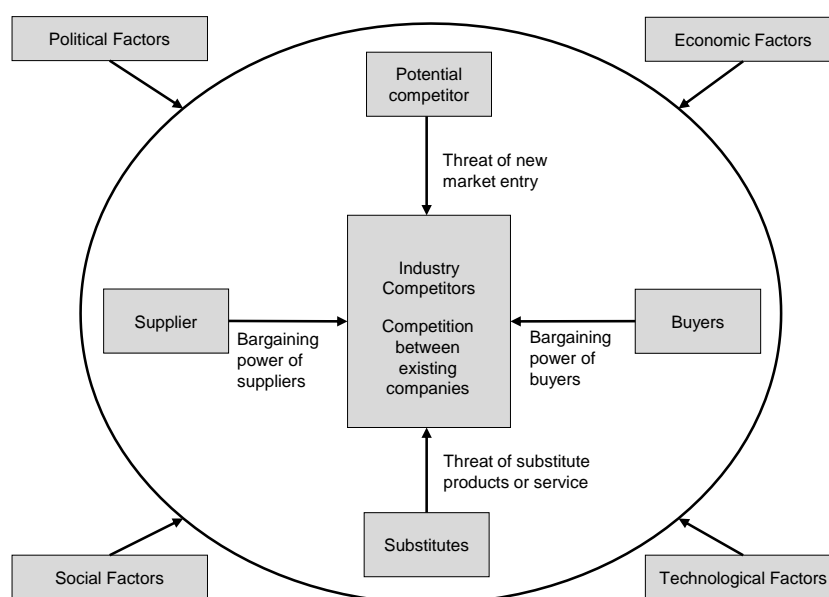 Political Factors
Economic Factors
Potential
competitor
Threat of new
market entry
Industry
Competitors
Competition
between
existing
companies
Supplier
Bargaining
power of
suppliers
Buyers
Bargaining
power of
buyers
Threat of substitute
products or service
Substitutes
Social Factors
Technological Factors